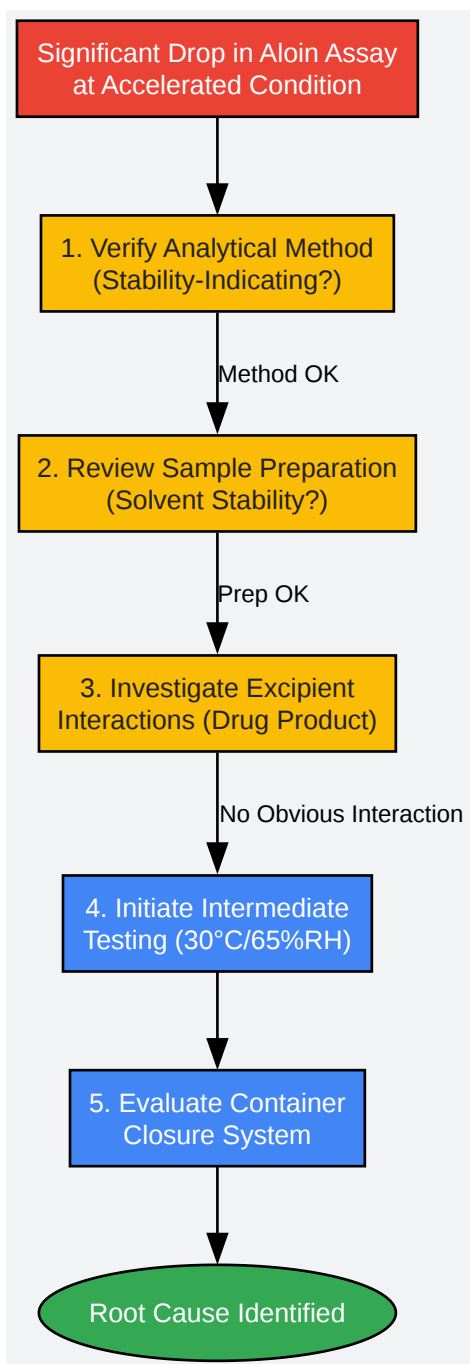 Significant Drop in Aloin Assay
at Accelerated Condition
1. Verify Analytical Method
(Stability-Indicating?)
Method OK
2. Review Sample Preparation
(Solvent Stability?)
Prep OK
3. Investigate Excipient
Interactions (Drug Product)
No Obvious Interaction
4. Initiate Intermediate
Testing (30°C/65%RH)
5. Evaluate Container
Closure System
Root Cause Identified